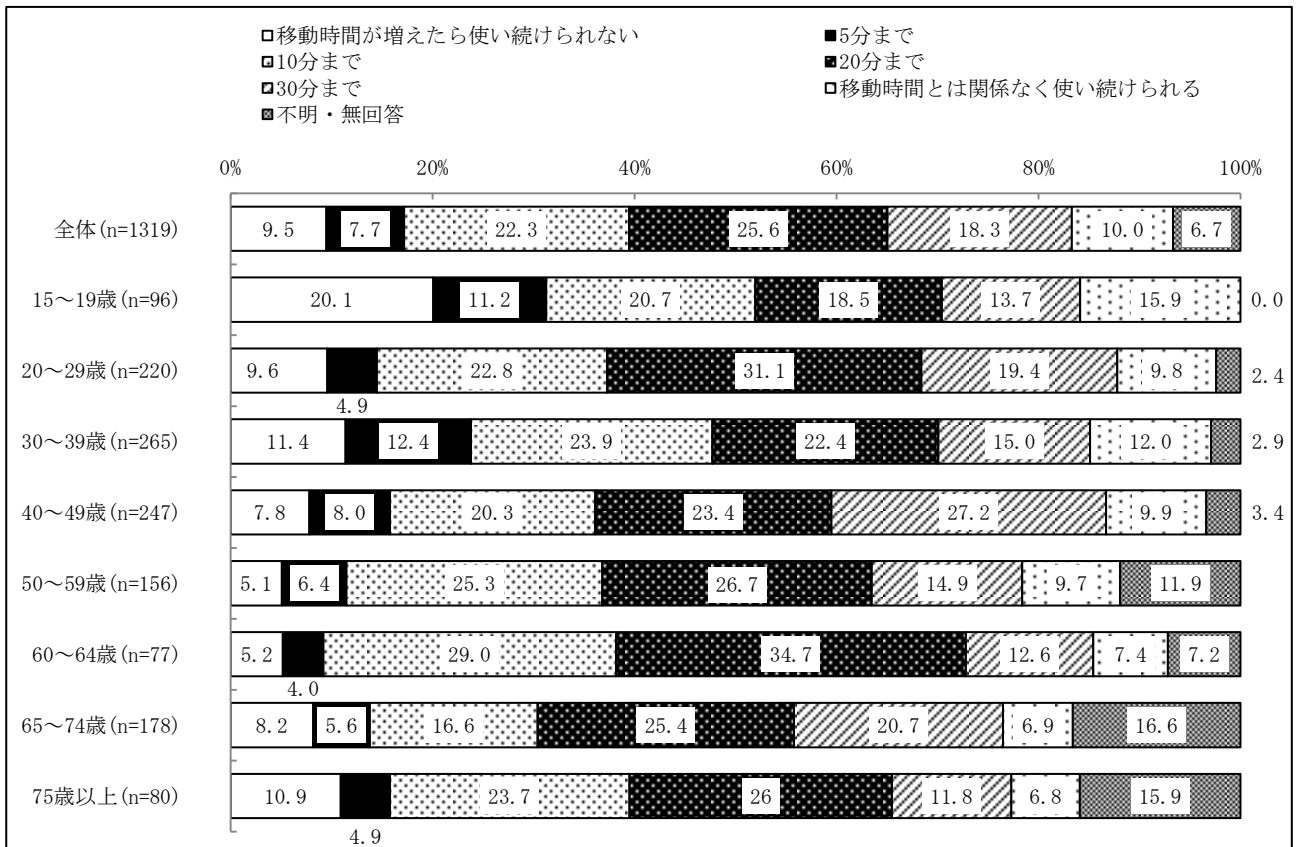 □移動時間が増えたら使い続けられない ■5分まで
10分まで 20分まで
30分まで 移動時間とは関係なく使い続けられる
不明・無回答
0% 20% 40% 60% 80% 100%
全体(n=1319) 9.5 7.7 22.3 25.6 18.3 10.0 6.7
15～19歳(n=96) 20.1 11.2 20.7 18.5 13.7 15.9 0.0
20～29歳(n=220) 9.6 22.8 31.1 19.4 9.8 2.4
4.9
30～39歳(n=265) 11.4 12.4 23.9 22.4 15.0 12.0 2.9
40～49歳(n=247) 7.8 8.0 20.3 23.4 27.2 9.9 3.4
50～59歳(n=156) 5.1 6.4 25.3 26.7 14.9 9.7 11.9
60～64歳(n=77) 5.2 29.0 34.7 12.6 7.4 7.2
4.0
65～74歳(n=178) 8.2 5.6 16.6 25.4 20.7 6.9 16.6
75歳以上(n=80) 10.9 23.7 26 11.8 6.8 15.9
4.9